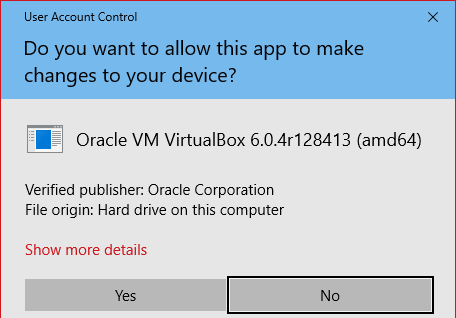 User Account Control
Do you want to allow this app to make
changes to your device?
Oracle VM VirtualBox 6.0.4r128413 (amd64)
Verified publisher: Oracle Corporation
File origin: Hard drive on this computer
Show more details
Yes
No